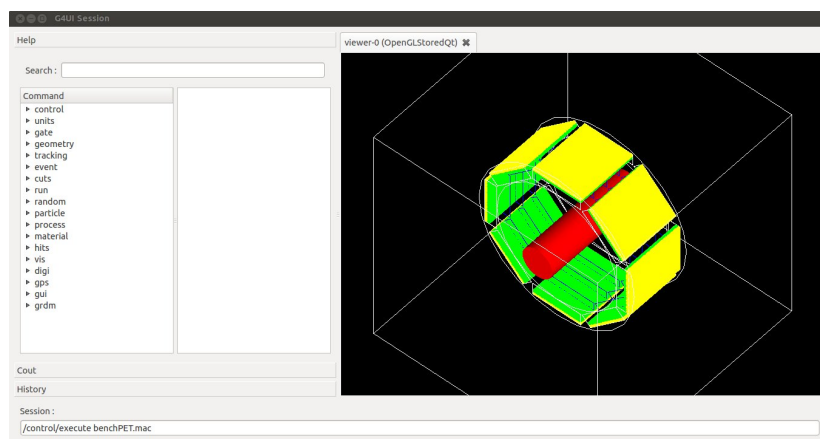 G4UI Session
Help
viewer-0 (OpenGLStoredQt)
Search :
Command
control
units
gate
geometry
tracking
event
cuts
run
random
particle
process
material
hits
vis
digi
gps
gui
grdm
Cout
History
Session :
/control/execute benchPET.mac